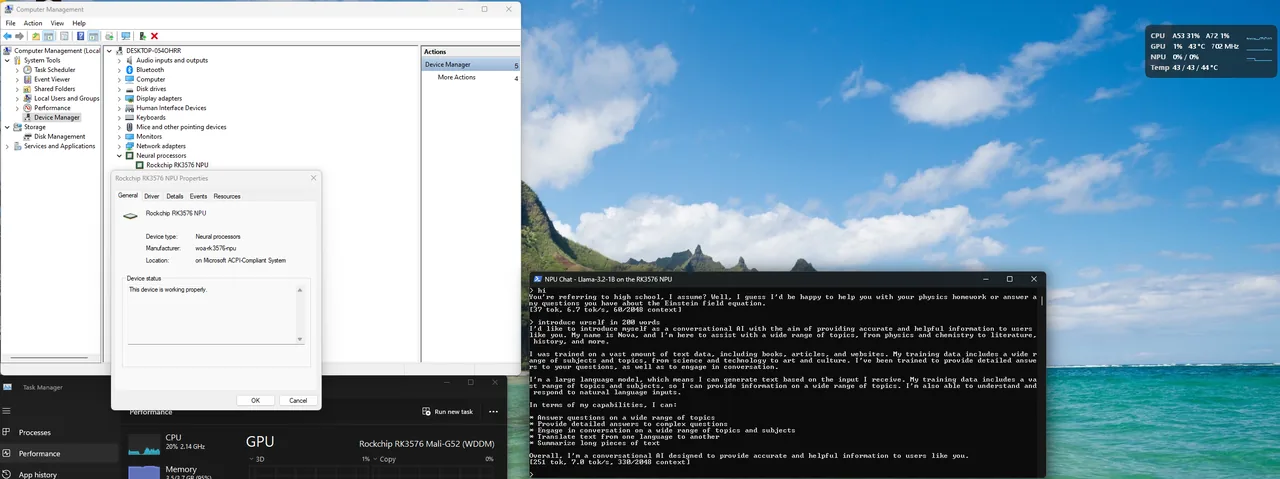 Computer Management
File Action View Help
Computer Management (Local
System Tools
Task Scheduler
Event Viewer
Shared Folders
Local Users and Groups
Performance
Device Manager
Storage
Disk Management
Services and Applications
DESKTOP-054OHRR
Audio inputs and outputs
Bluetooth
Computer
Disk drives
Display adapters
Human Interface Devices
Keyboards
Mice and other pointing devices
Monitors
Network adapters
Neural processors
Rockchip RK3576 NPU
Actions
Device Manager
More Actions
Rockchip RK3576 NPU Properties
General Driver Details Events Resources
Rockchip RK3576 NPU
Device type: Neural processors
Manufacturer: woa-rk3576-npu
Location: on Microsoft ACPI-Compliant System
Device status
This device is working properly.
OK Cancel
Task Manager
Processes
Performance
App history
Performance
Run new task
CPU
20% 2.14 GHz
Memory
3.5/7.7 GB (95%)
GPU
Rockchip RK3576 Mali-G52 (WDDM)
3D 1% Copy 0%
CPU A53 31% A72 1%
GPU 1% 43 °C 702 MHz
NPU 0% / 0%
Temp 43 / 43 / 44 °C
NPU Chat - Llama-3.2-1B on the RK3576 NPU
> hi
You're referring to high school, I assume? Well, I guess I'd be happy to help you with your physics homework or answer a
ny questions you have about the Einstein field equation.
[37 tok, 6.7 tok/s, 60/2048 context]
> introduce urself in 200 words
I'd like to introduce myself as a conversational AI with the aim of providing accurate and helpful information to users
like you. My name is Nova, and I'm here to assist with a wide range of topics, from physics and chemistry to literature,
history, and more.
I was trained on a vast amount of text data, including books, articles, and websites. My training data includes a wide r
ange of subjects and topics, from science and technology to art and culture. I've been trained to provide detailed answe
rs to your questions, as well as to engage in conversation.
I'm a large language model, which means I can generate text based on the input I receive. My training data includes a va
st range of topics and subjects, so I can provide information on a wide range of topics. I'm also able to understand and
respond to natural language inputs.
In terms of my capabilities, I can:
* Answer questions on a wide range of topics
* Provide detailed answers to complex questions
* Engage in conversation on a wide range of topics and subjects
* Translate text from one language to another
* Summarize long pieces of text
Overall, I'm a conversational AI designed to provide accurate and helpful information to users like you.
[251 tok, 7.0 tok/s, 330/2048 context]
>